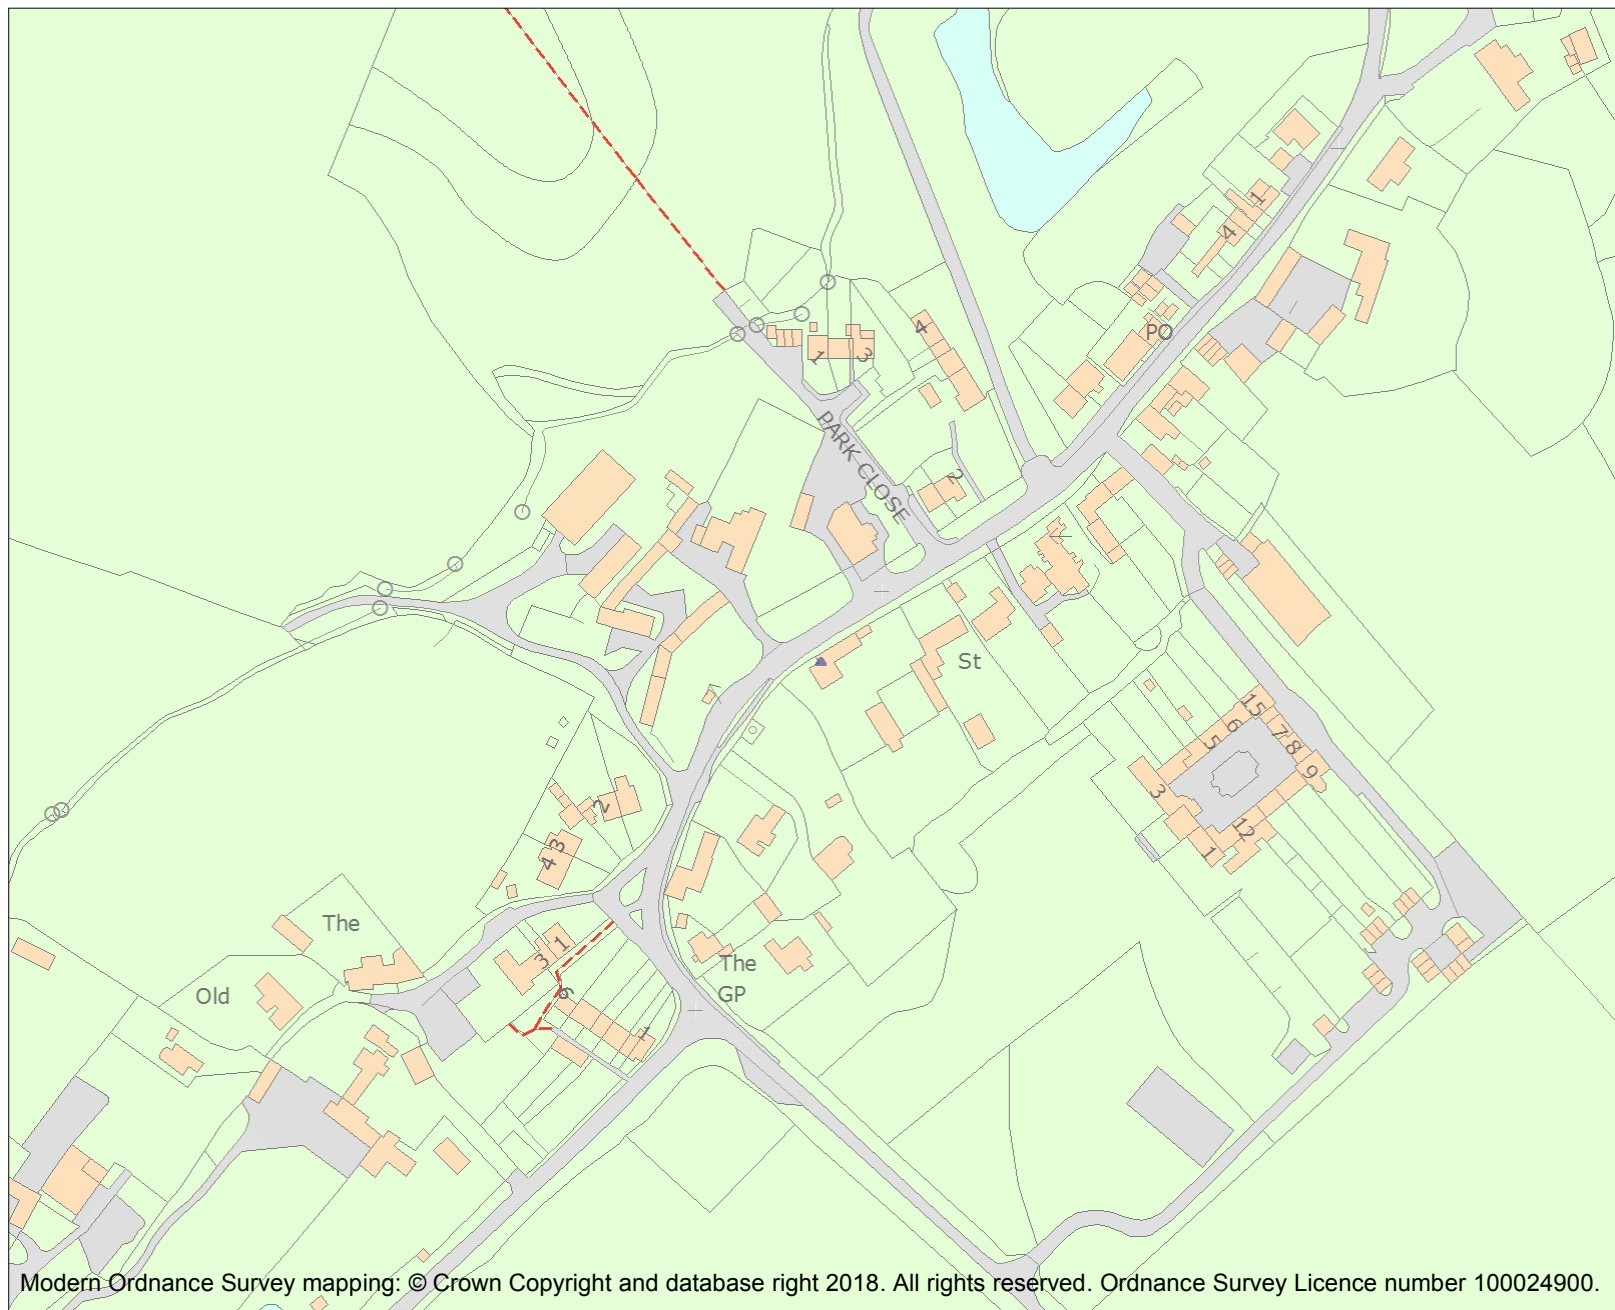 1
4
PO
4
1
3
PARK CLOSE
2
St
15
6
7
5
8
9
3
12
1
2
3
4
The
1
3
The
Old
GP
6
1
Modern Ordnance Survey mapping: © Crown Copyright and database right 2018. All rights reserved. Ordnance Survey Licence number 100024900.